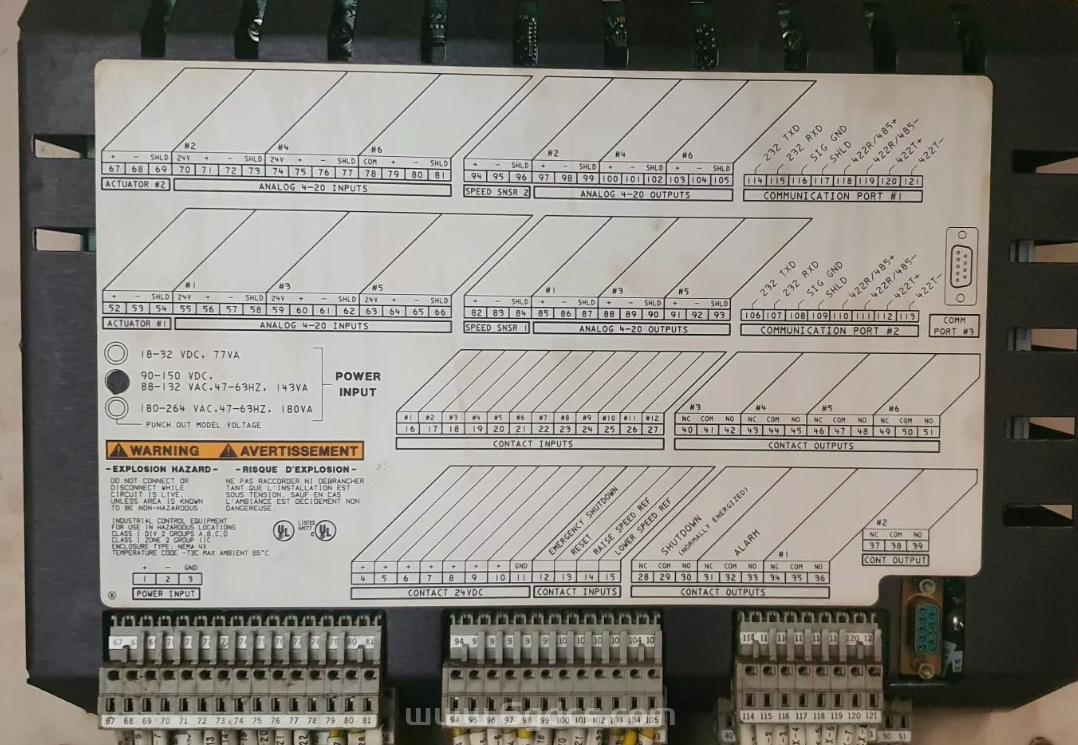 #2 #4 #6
+ - SHLD 24V + - SHLD 24V + - SHLD COM + - SHLD
67 68 69 70 71 72 73 74 75 76 77 78 79 80 81
ACTUATOR #2 ANALOG 4-20 INPUTS
#2 #4 #6
+ - SHLD + - SHLD + - SHLD + - SHLD
94 95 96 97 98 99 100 101 102 103 104 105
SPEED SNSR 2 ANALOG 4-20 OUTPUTS
232 TXD 232 RXD SIG GND SHLD 422R/485+ 422R/485- 422T+ 422T-
114 115 116 117 118 119 120 121
COMMUNICATION PORT #1
#1 #3 #5
+ - SHLD 24V + - SHLD 24V + - SHLD 24V + - SHLD
52 53 54 55 56 57 58 59 60 61 62 63 64 65 66
ACTUATOR #1 ANALOG 4-20 INPUTS
#1 #3 #5
+ - SHLD + - SHLD + - SHLD + - SHLD
82 83 84 85 86 87 88 89 90 91 92 93
SPEED SNSR 1 ANALOG 4-20 OUTPUTS
232 TXD 232 RXD SIG GND SHLD 422R/485+ 422R/485- 422T+ 422T-
106 107 108 109 110 111 112 113
COMMUNICATION PORT #2
COMM
PORT #3
18-32 VDC. 77VA
90-150 VDC.
88-132 VAC.47-63HZ. 143VA
180-264 VAC.47-63HZ. 180VA
PUNCH OUT MODEL VOLTAGE
POWER
INPUT
#1 #2 #3 #4 #5 #6 #7 #8 #9 #10 #11 #12
16 17 18 19 20 21 22 23 24 25 26 27
CONTACT INPUTS
#3 #4 #5 #6
NC COM NO NC COM NO NC COM NO NC COM NO
40 41 42 43 44 45 46 47 48 49 50 51
CONTACT OUTPUTS
WARNING AVERTISSEMENT
-EXPLOSION HAZARD- -RISQUE D'EXPLOSION-
DO NOT CONNECT OR
DISCONNECT WHILE
CIRCUIT IS LIVE.
UNLESS AREA IS KNOWN
TO BE NON-HAZARDOUS.
NE PAS RACCORDER NI DEBRANCHER
TANT QUE L'INSTALLATION EST
SOUS TENSION, SAUF EN CAS
L'AMBIANCE EST DECIDEMENT NON
DANGEREUSE.
INDUSTRIAL CONTROL EQUIPMENT
FOR USE IN HAZARDOUS LOCATIONS
CLASS I DIV 2 GROUPS A.B.C.D
CLASS I ZONE 2 GROUP IIC
ENCLOSURE TYPE: NEMA 4X
TEMPERATURE CODE -T3C MAX AMBIENT 65°C
UL LISTED
C UL
+ - GND
1 2 3
POWER INPUT
EMERGENCY SHUTDOWN RESET RAISE SPEED REF LOWER SPEED REF
+ + + + + + + GND
4 5 6 7 8 9 10 11 12 13 14 15
CONTACT 24VDC CONTACT INPUTS
SHUTDOWN
(NORMALLY ENERGIZED)
ALARM
#1
NC COM NO NC COM NO NC COM NO
28 29 30 31 32 33 34 35 36
CONTACT OUTPUTS
#2
NC COM NO
37 38 39
CONT OUTPUT
67 68 69 70 71 72 73 74 75 76 77 78 79 80 81
94 95 96 97 98 99 100 101 102 103 104 105
114 115 116 117 118 119 120 121
50 51